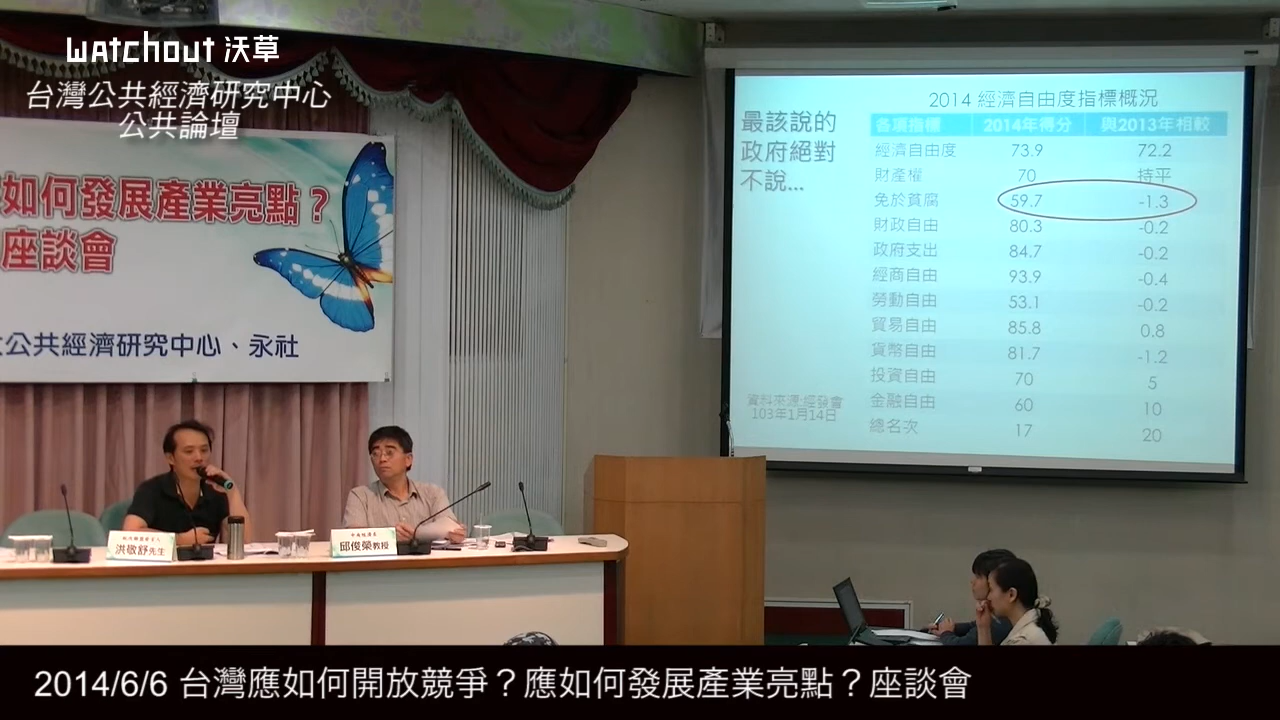 WATCHOUT 沃草
台灣公共經濟研究中心
公共論壇
如何發展產業亮點？
座談會
公共經濟研究中心、永社
洪敬舒先生
邱俊榮教授
最該說的
政府絕對
不說...
2014 經濟自由度指標概況
各項指標 2014年得分 與2013年相較
經濟自由度 73.9 72.2
財產權 70 持平
免於貪腐 59.7 -1.3
財政自由 80.3 -0.2
政府支出 84.7 -0.2
經商自由 93.9 -0.4
勞動自由 53.1 -0.2
貿易自由 85.8 0.8
貨幣自由 81.7 -1.2
投資自由 70 5
金融自由 60 10
總名次 17 20
資料來源:經發會
103年1月14日
2014/6/6 台灣應如何開放競爭？應如何發展產業亮點？座談會